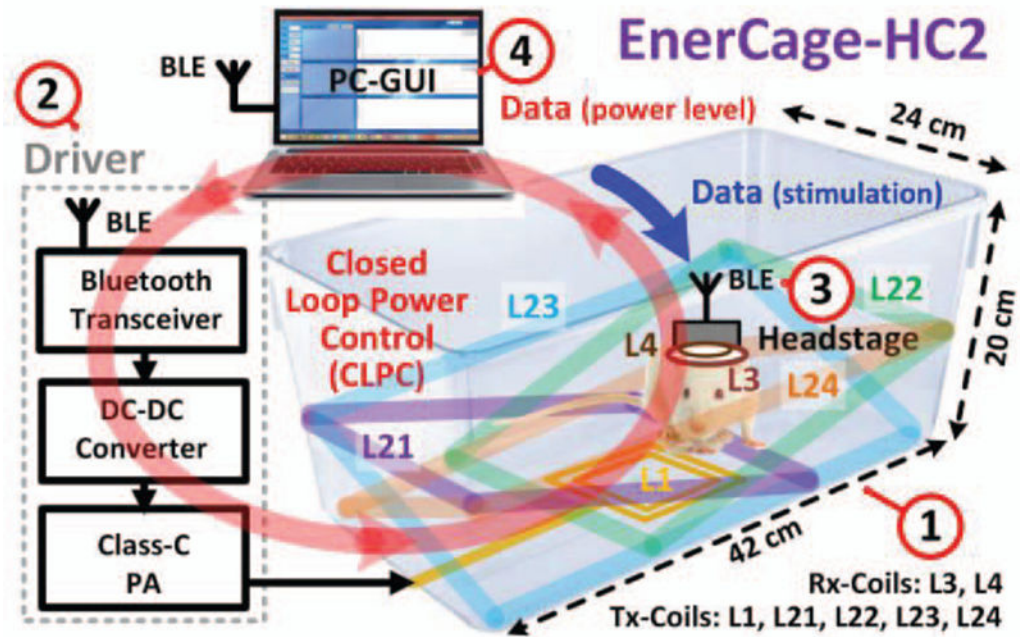 EnerCage-HC2
BLE
4
PC-GUI
2
Data (power level)
24 cm
Driver
Data (stimulation)
BLE
Bluetooth
Transceiver
Closed
Loop Power
Control
(CLPC)
L23
BLE
3
L22
20 cm
L4
Headstage
L3
L24
DC-DC
Converter
L21
L1
1
Class-C
PA
42 cm
Rx-Coils: L3, L4
Tx-Coils: L1, L21, L22, L23, L24